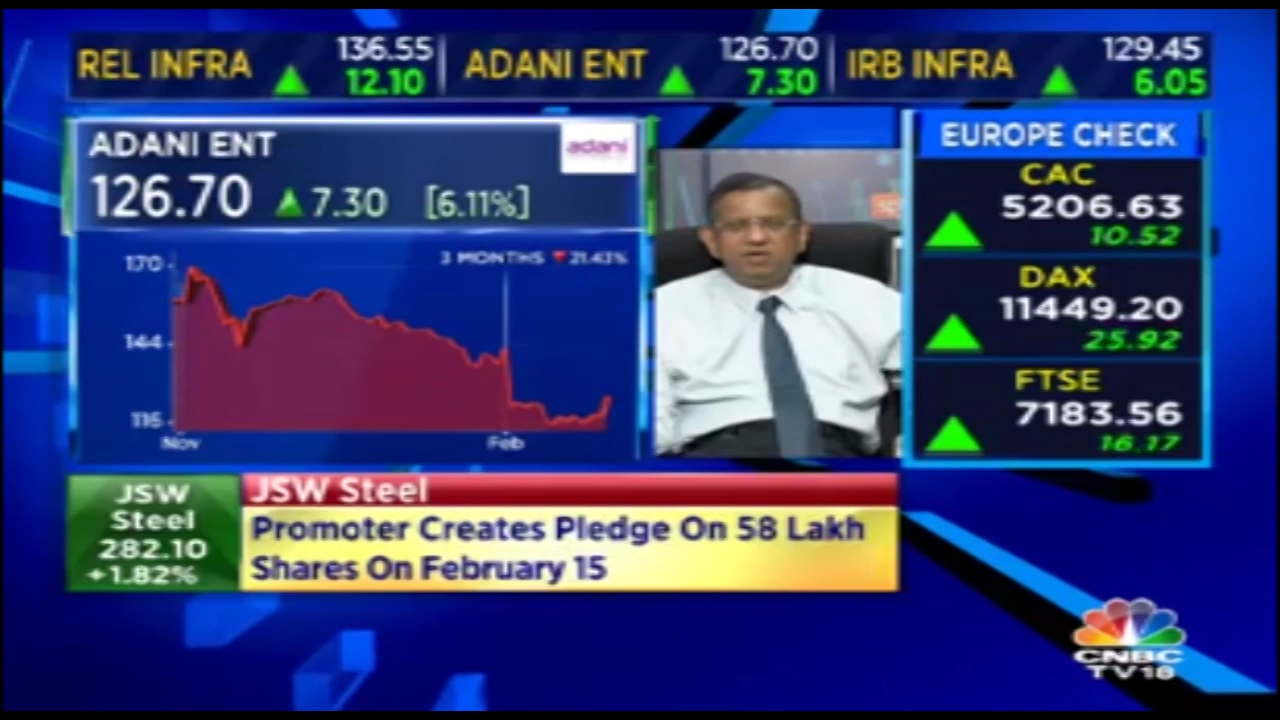 REL INFRA 136.55 12.10
ADANI ENT 126.70 7.30
IRB INFRA 129.45 6.05
ADANI ENT
adani
126.70 7.30 [6.11%]
3 MONTHS 21.43%
170
144
116
Nov Feb
EUROPE CHECK
CAC
5206.63
10.52
DAX
11449.20
25.92
FTSE
7183.56
16.17
JSW
Steel
282.10
+1.82%
JSW Steel
Promoter Creates Pledge On 58 Lakh
Shares On February 15
CNBC
TV18